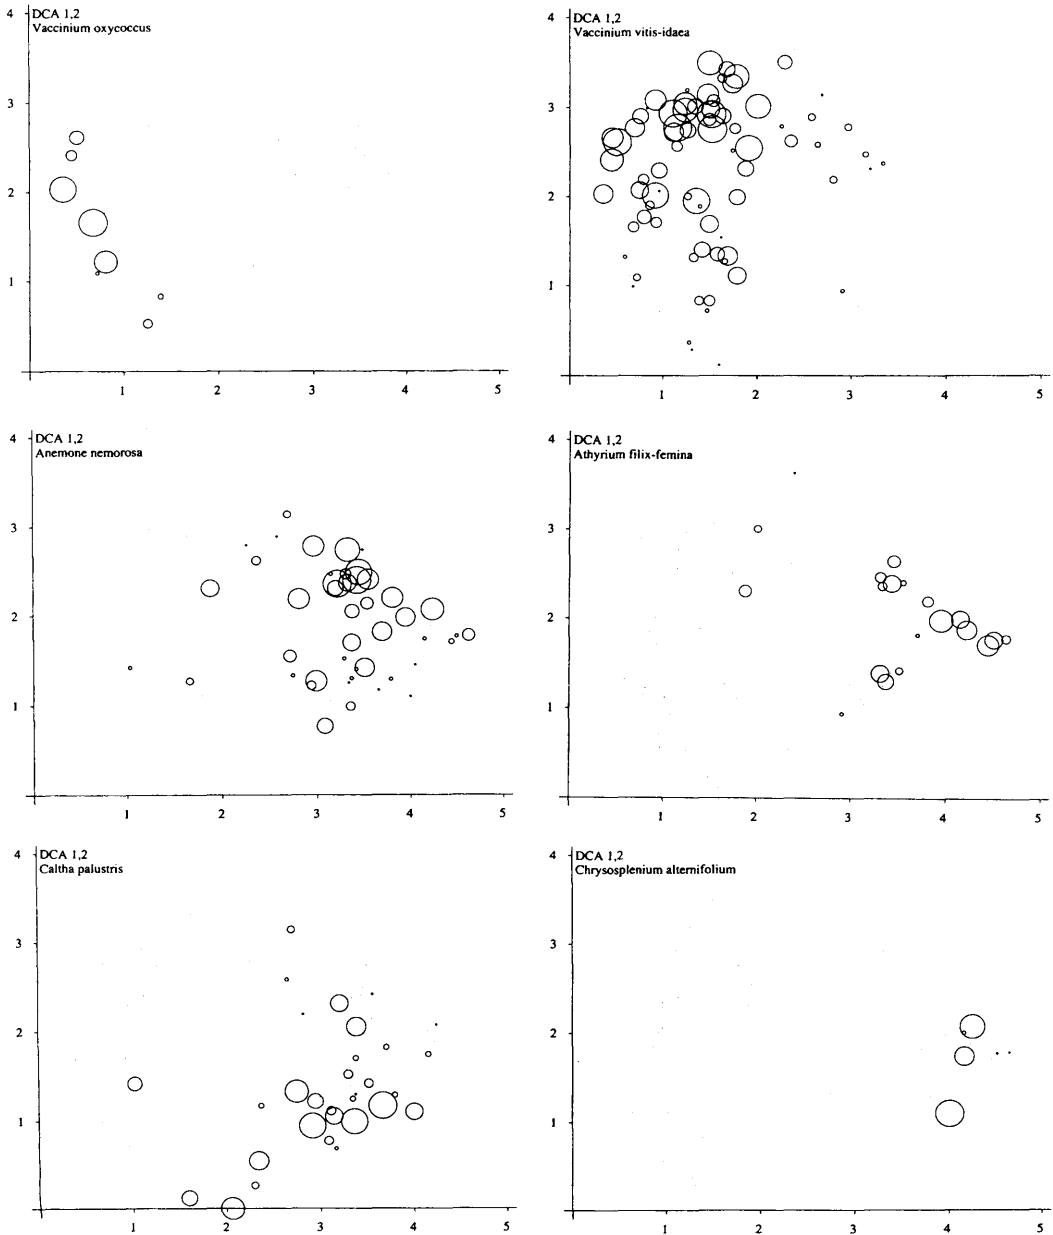 4 DCA 1,2
Vaccinium oxycoccus
3
2
1
1 2 3 4 5
4 DCA 1,2
Vaccinium vitis-idaea
3
2
1
1 2 3 4 5
4 DCA 1,2
Anemone nemorosa
3
2
1
1 2 3 4 5
4 DCA 1,2
Athyrium filix-femina
3
2
1
1 2 3 4 5
4 DCA 1,2
Caltha palustris
3
2
1
1 2 3 4 5
4 DCA 1,2
Chrysosplenium alternifolium
3
2
1
1 2 3 4 5